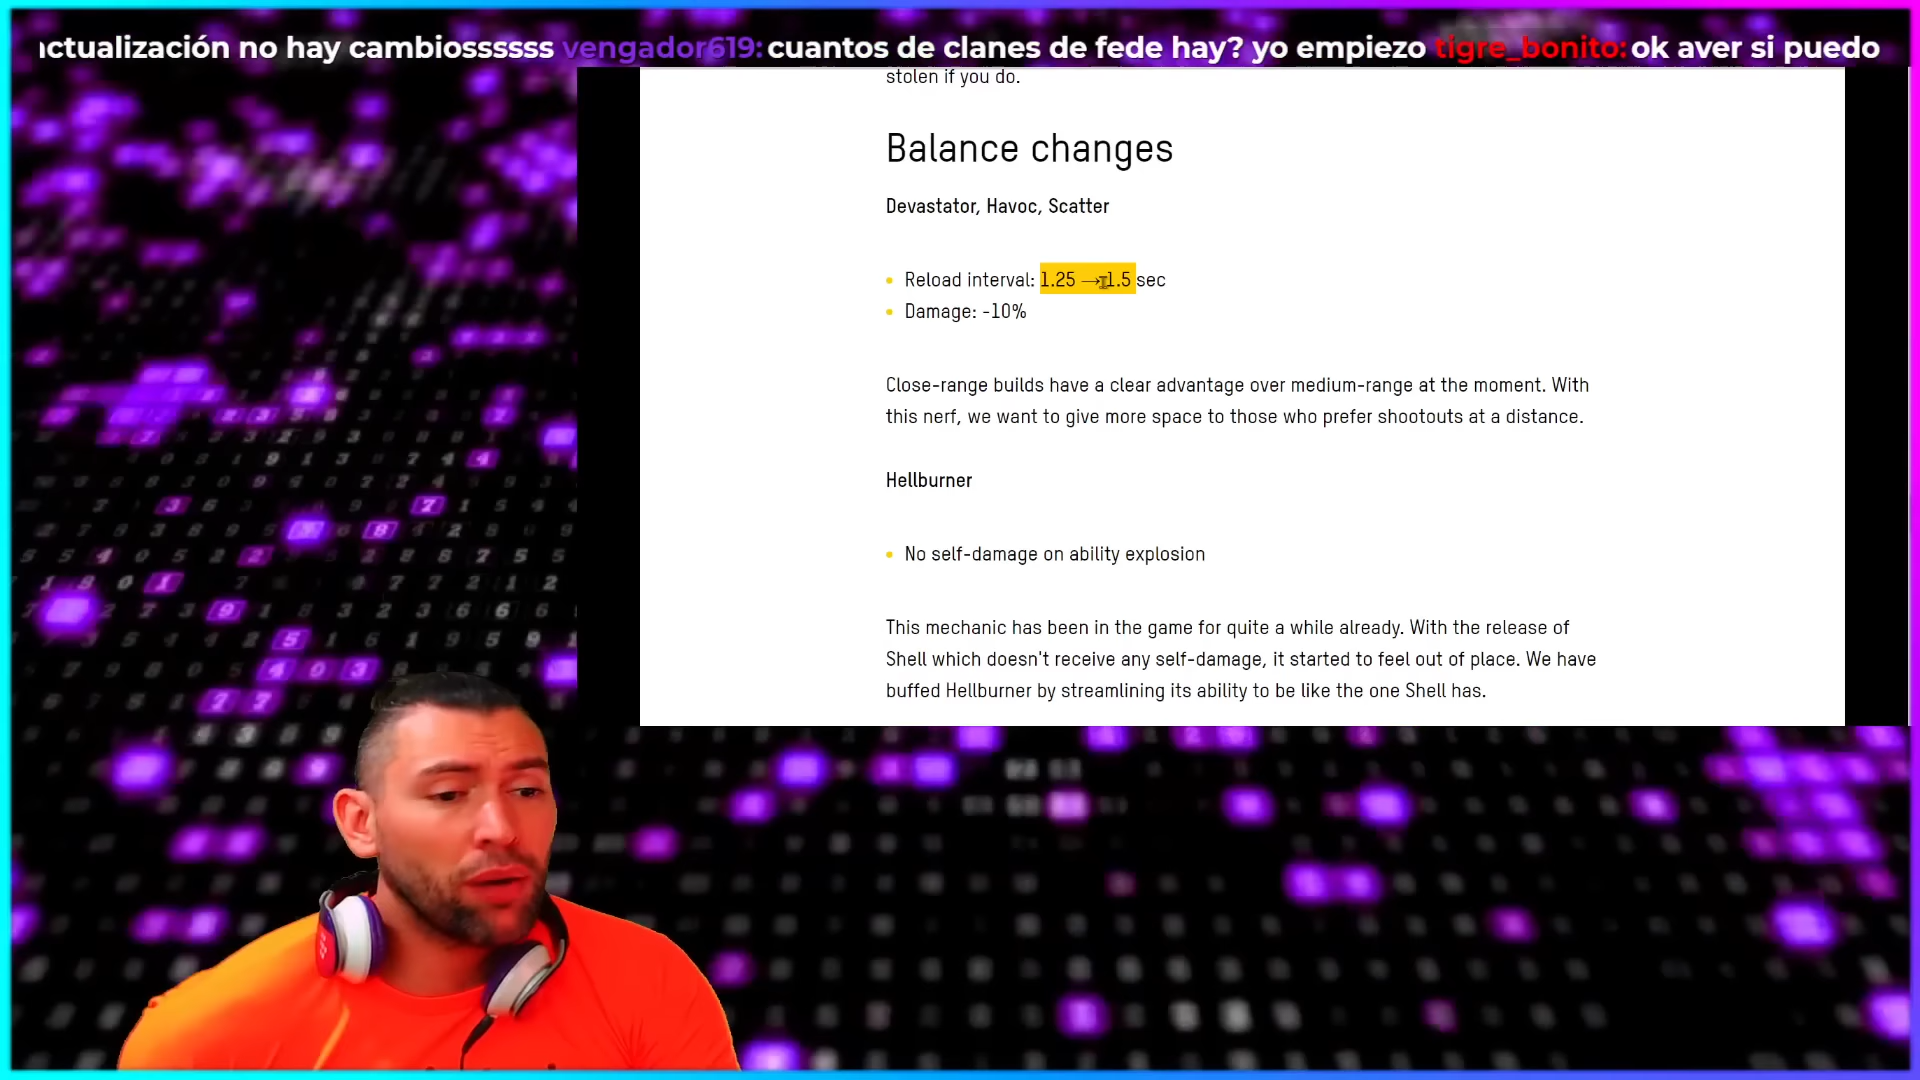 actualización no hay cambiossssss vengador619: cuantos de clanes de fede hay? yo empiezo tigre_bonito: ok aver si puedo
stolen if you do.
Balance changes
Devastator, Havoc, Scatter
Reload interval: 1.25 → 1.5 sec
Damage: -10%
Close-range builds have a clear advantage over medium-range at the moment. With
this nerf, we want to give more space to those who prefer shootouts at a distance.
Hellburner
No self-damage on ability explosion
This mechanic has been in the game for quite a while already. With the release of
Shell which doesn't receive any self-damage, it started to feel out of place. We have
buffed Hellburner by streamlining its ability to be like the one Shell has.